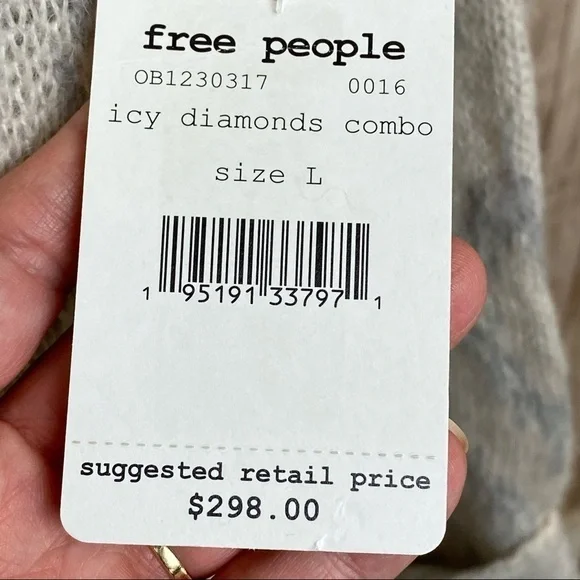 free people
OB1230317 0016
icy diamonds combo
size L
1 95191 33797 1
suggested retail price
$298.00